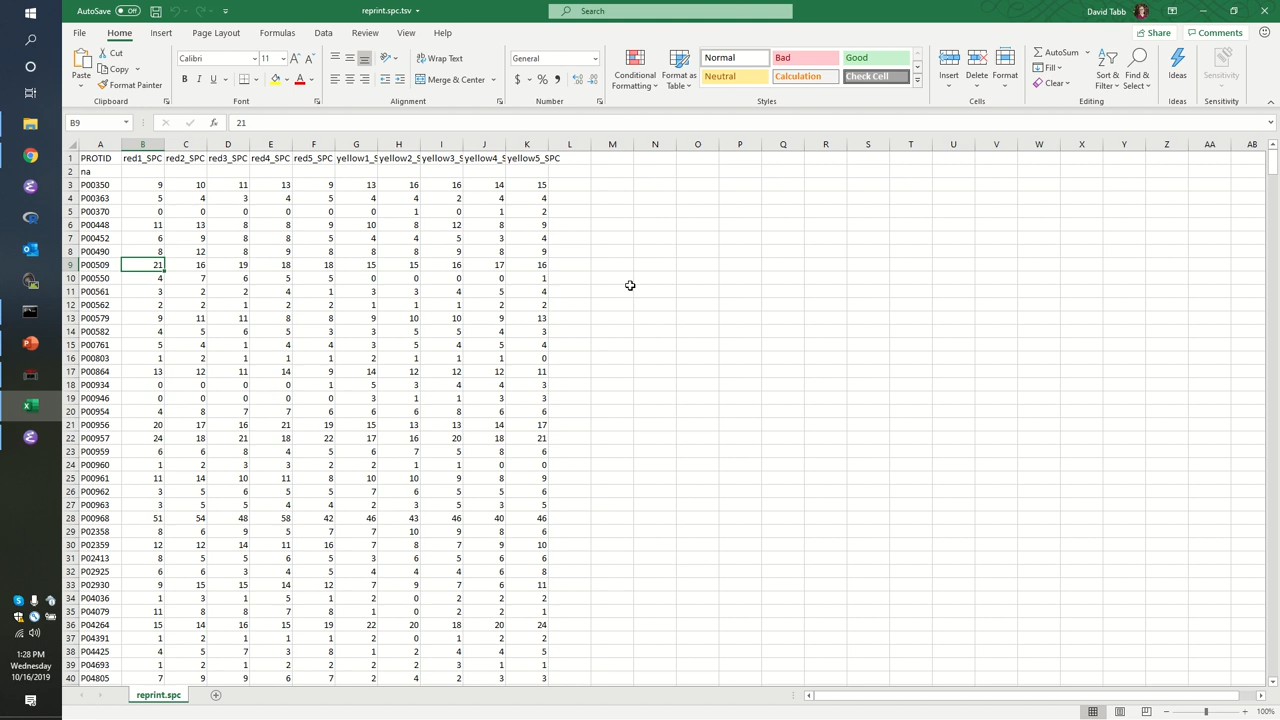 AutoSave Off reprint.spc.tsv Search David Tabb
File Home Insert Page Layout Formulas Data Review View Help Share Comments
Paste Cut Copy Format Painter Calibri 11 Wrap Text Merge & Center General Conditional Formatting Format as Table Normal Bad Good Neutral Calculation Check Cell Insert Delete Format AutoSum Fill Clear Sort & Filter Find & Select Ideas Sensitivity
Clipboard Font Alignment Number Styles Cells Editing Ideas Sensitivity
B9 fx 21
A B C D E F G H I J K L M N O P Q R S T U V W X Y Z AA AB
1 PROTID red1_SPC red2_SPC red3_SPC red4_SPC red5_SPC yellow1_S yellow2_S yellow3_S yellow4_S yellow5_SPC
2 na
3 P00350 9 10 11 13 9 13 16 16 14 15
4 P00363 5 4 3 4 5 4 4 2 4 4
5 P00370 0 0 0 0 0 0 1 0 1 2
6 P00448 11 13 8 8 9 10 8 12 8 9
7 P00452 6 9 8 8 5 4 4 5 3 4
8 P00490 8 12 8 9 8 8 8 9 8 9
9 P00509 21 16 19 18 18 15 15 16 17 16
10 P00550 4 7 6 5 5 0 0 0 0 1
11 P00561 3 2 2 4 1 3 3 4 5 4
12 P00562 2 2 1 2 2 1 1 1 2 2
13 P00579 9 11 11 8 8 9 10 10 9 13
14 P00582 4 5 6 5 3 3 5 5 4 3
15 P00761 5 4 1 4 4 3 5 4 5 4
16 P00803 1 2 1 1 1 2 1 1 1 0
17 P00864 13 12 11 14 9 14 12 12 12 11
18 P00934 0 0 0 0 1 5 3 4 4 3
19 P00946 0 0 0 0 0 3 1 1 3 3
20 P00954 4 8 7 7 6 6 6 8 6 6
21 P00956 20 17 16 21 19 15 13 13 14 17
22 P00957 24 18 21 18 22 17 16 20 18 21
23 P00959 6 6 8 4 5 6 7 5 8 6
24 P00960 1 2 3 3 2 2 1 1 0 0
25 P00961 11 14 10 11 8 10 10 9 8 9
26 P00962 3 5 6 5 5 7 6 5 5 6
27 P00963 3 5 5 4 4 2 3 5 3 5
28 P00968 51 54 48 58 42 46 43 46 40 46
29 P02358 8 6 9 5 7 7 10 9 8 6
30 P02359 12 12 14 11 16 7 8 7 9 10
31 P02413 8 5 5 6 5 3 6 5 6 6
32 P02925 6 6 3 4 5 4 4 4 6 8
33 P02930 9 15 15 14 12 7 9 7 6 11
34 P04036 1 3 1 5 1 2 0 2 2 2
35 P04079 11 8 8 7 8 1 0 2 2 1
36 P04264 15 14 16 15 19 22 20 18 20 24
37 P04391 1 2 1 1 1 2 0 1 2 2
38 P04425 4 5 7 3 8 1 2 4 4 5
39 P04693 1 2 1 2 2 2 2 3 1 1
40 P04805 7 9 9 6 7 2 4 2 3 3
1:28 PM
Wednesday
10/16/2019
reprint.spc
100%